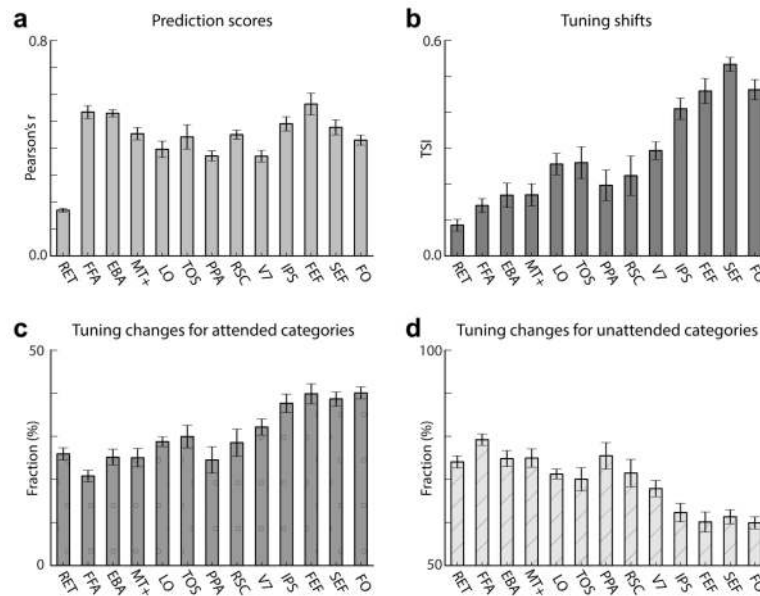 a Prediction scores
0.8
Pearson's r
0.0
RET FFA EBA MT+ LO TOS PPA RSC V7 IPS FEF SEF FO
b Tuning shifts
0.6
TSI
0.0
RET FFA EBA MT+ LO TOS PPA RSC V7 IPS FEF SEF FO
c Tuning changes for attended categories
50
Fraction (%)
0
RET FFA EBA MT+ LO TOS PPA RSC V7 IPS FEF SEF FO
d Tuning changes for unattended categories
100
Fraction (%)
50
RET FFA EBA MT+ LO TOS PPA RSC V7 IPS FEF SEF FO